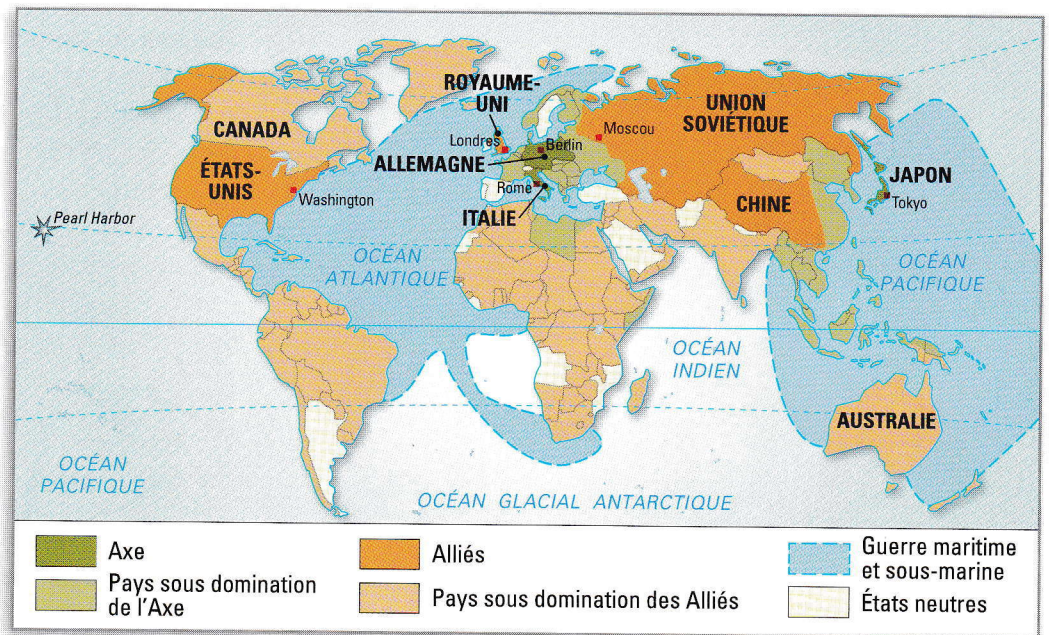 ROYAUME-
UNI
CANADA
Londres
Berlin
Moscou
UNION
SOVIÉTIQUE
ALLEMAGNE
ÉTATS-
UNIS
Washington
Rome
ITALIE
CHINE
JAPON
Tokyo
Pearl Harbor
OCÉAN
ATLANTIQUE
OCÉAN
PACIFIQUE
OCÉAN
INDIEN
AUSTRALIE
OCÉAN
PACIFIQUE
OCÉAN GLACIAL ANTARCTIQUE
Axe
Pays sous domination
de l'Axe
Alliés
Pays sous domination des Alliés
Guerre maritime
et sous-marine
États neutres